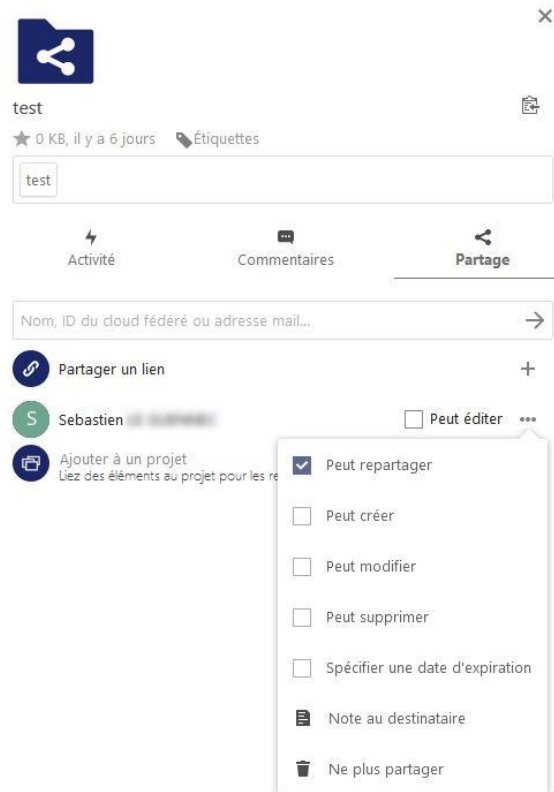 test
0 KB, il y a 6 jours Étiquettes
test
Activité Commentaires Partage
Nom, ID du cloud fédéré ou adresse mail...
Partager un lien
S Sebastien Peut éditer
Ajouter à un projet
Liez des éléments au projet pour les re
Peut repartager
Peut créer
Peut modifier
Peut supprimer
Spécifier une date d'expiration
Note au destinataire
Ne plus partager